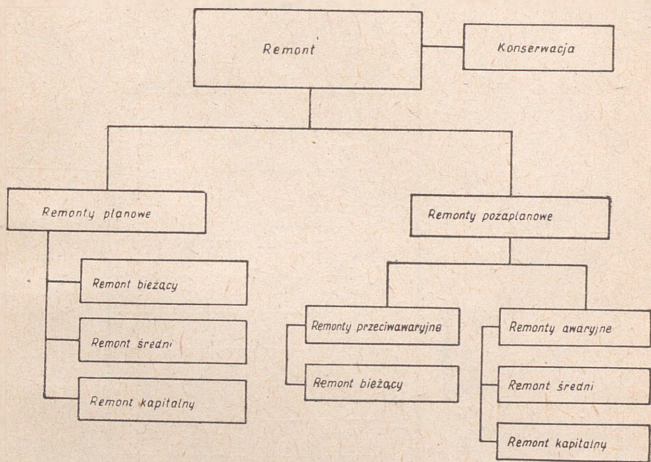 Remont
Konserwacja
Remonty planowe
Remont bieżący
Remont średni
Remont kapitalny
Remonty pozaplanowe
Remonty przeciwawaryjne
Remont bieżący
Remonty awaryjne
Remont średni
Remont kapitalny